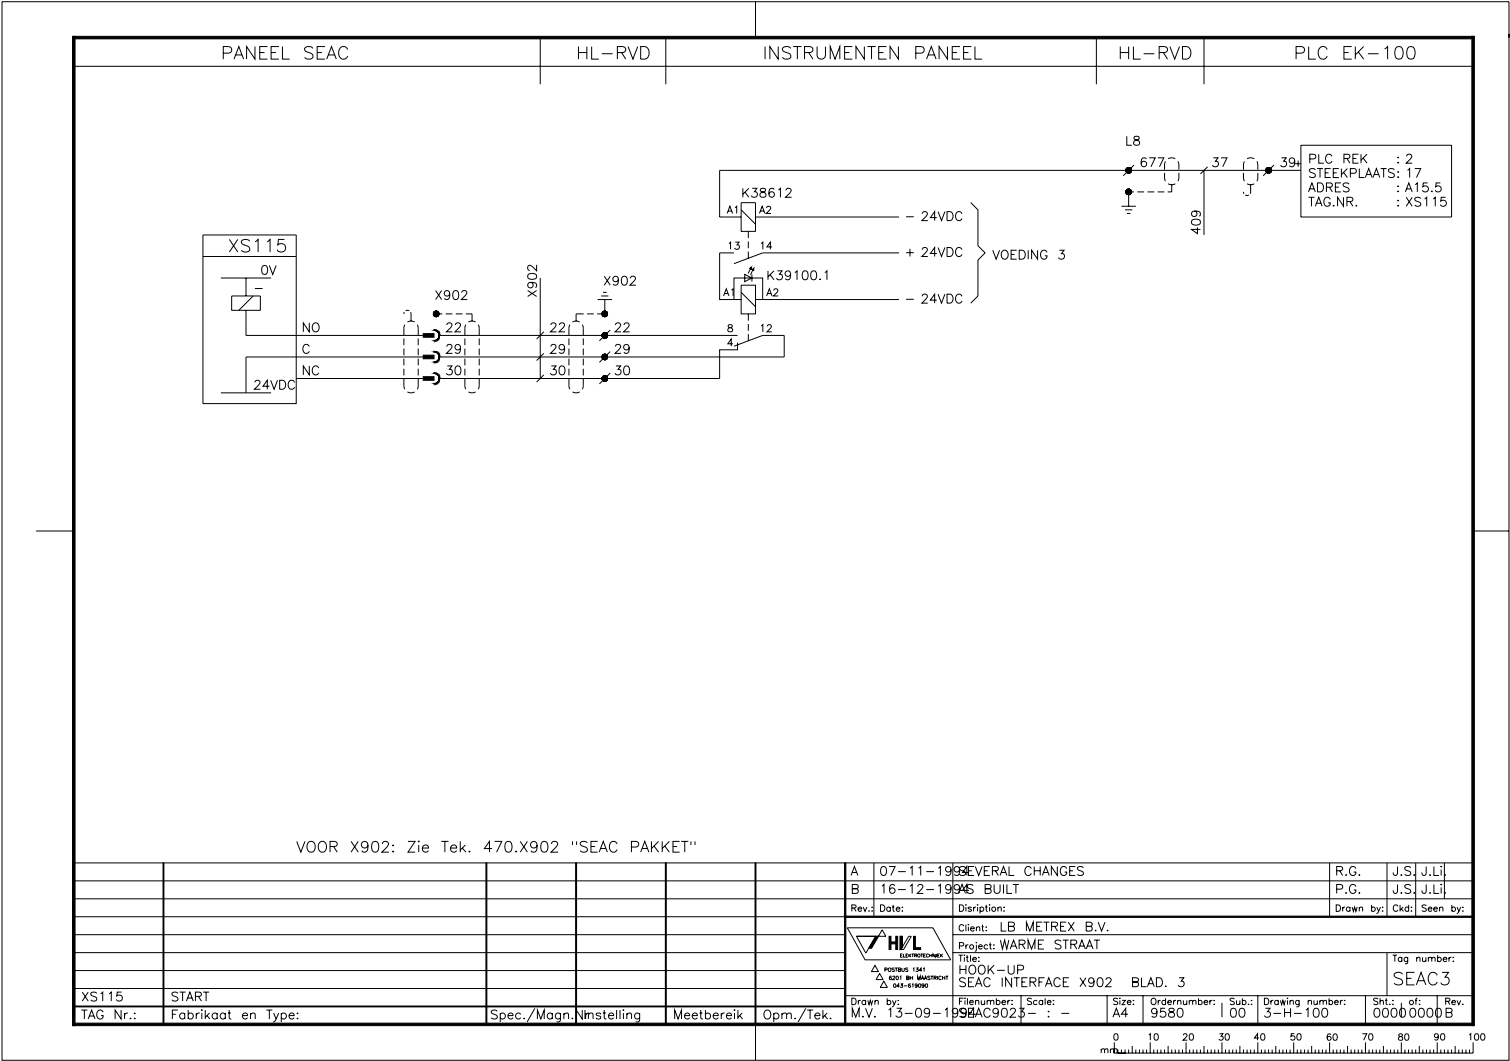 PANEEL SEAC HL-RVD INSTRUMENTEN PANEEL HL-RVD PLC EK-100
L8
677 37 39+
PLC REK : 2
STEEKPLAATS: 17
ADRES : A15.5
TAG.NR. : XS115
409
K38612
A1 A2 - 24VDC
13 14 + 24VDC
VOEDING 3
K39100.1
A1 A2 - 24VDC
XS115
0V
-
24VDC
X902 X902 X902
NO 22 22 22 8 12
C 29 29 29 4
NC 30 30 30
VOOR X902: Zie Tek. 470.X902 "SEAC PAKKET"
A 07-11-1994 SEVERAL CHANGES R.G. J.S. J.Li.
B 16-12-1994 AS BUILT P.G. J.S. J.Li.
Rev.: Date: Disription: Drawn by: Ckd: Seen by:
HVL
ELEKTROTECHNIEK
POSTBUS 1341
6201 BH MAASTRICHT
043-619090
Client: LB METREX B.V.
Project: WARME STRAAT
Title:
HOOK-UP
SEAC INTERFACE X902 BLAD. 3
Tag number:
SEAC3
Drawn by:
M.V. 13-09-1994
Filenumber:
SEAC9023
Scale:
- : -
Size:
A4
Ordernumber:
9580
Sub.:
00
Drawing number:
3-H-100
Sht.: of:
0000 0000
Rev.
B
XS115 START
TAG Nr.: Fabrikaat en Type: Spec./Magn.Nr. Instelling Meetbereik Opm./Tek.
0 10 20 30 40 50 60 70 80 90 100
mm